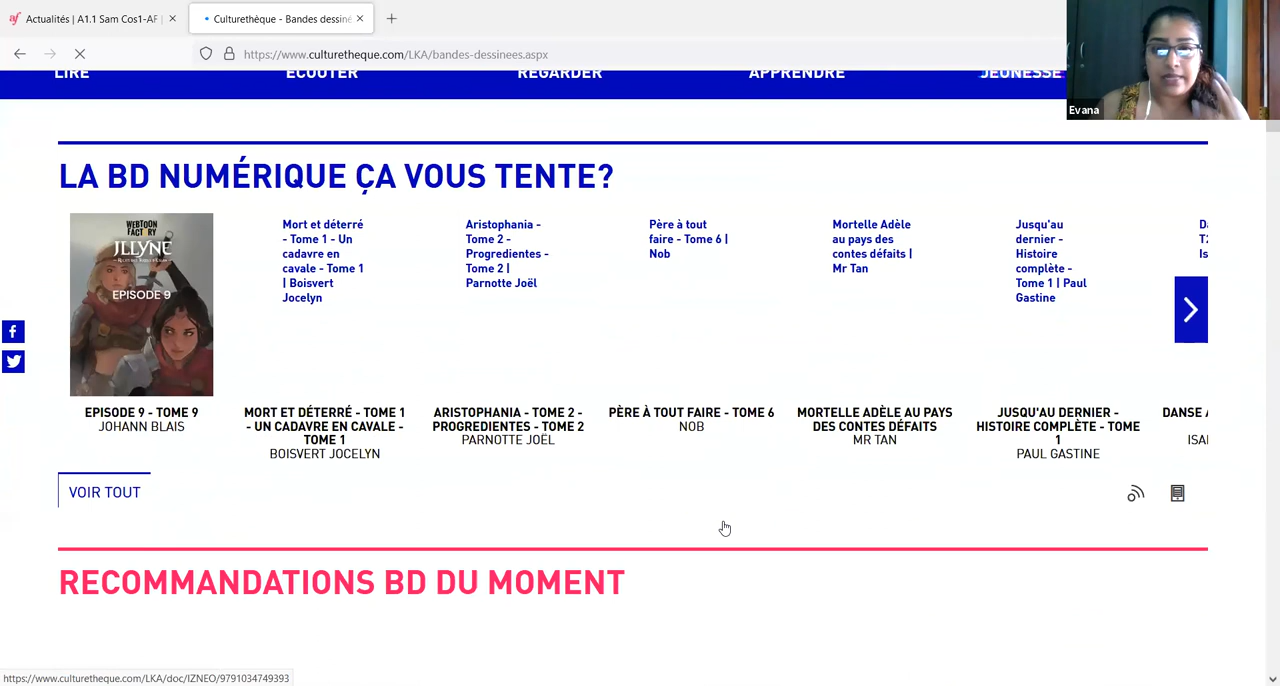 Actualités | A1.1 Sam Cos1-AF |
Culturethèque - Bandes dessiné
https://www.culturetheque.com/LKA/bandes-dessinees.aspx
Evana
LIRE
ÉCOUTER
REGARDER
APPRENDRE
JEUNESSE
LA BD NUMÉRIQUE ÇA VOUS TENTE?
WEBTOON
FACTORY
JLLYNE
EPISODE 9
Mort et déterré
- Tome 1 - Un
cadavre en
cavale - Tome 1
| Boisvert
Jocelyn
Aristophania -
Tome 2 -
Progredientes -
Tome 2 |
Parnotte Joël
Père à tout
faire - Tome 6 |
Nob
Mortelle Adèle
au pays des
contes défaits |
Mr Tan
Jusqu'au
dernier -
Histoire
complète -
Tome 1 | Paul
Gastine
EPISODE 9 - TOME 9
JOHANN BLAIS
MORT ET DÉTERRÉ - TOME 1
- UN CADAVRE EN CAVALE -
TOME 1
BOISVERT JOCELYN
ARISTOPHANIA - TOME 2 -
PROGREDIENTES - TOME 2
PARNOTTE JOËL
PÈRE À TOUT FAIRE - TOME 6
NOB
MORTELLE ADÈLE AU PAYS
DES CONTES DÉFAITS
MR TAN
JUSQU'AU DERNIER -
HISTOIRE COMPLÈTE - TOME
1
PAUL GASTINE
DANSE
VOIR TOUT
RECOMMANDATIONS BD DU MOMENT
https://www.culturetheque.com/LKA/doc/IZNEO/9791034749393